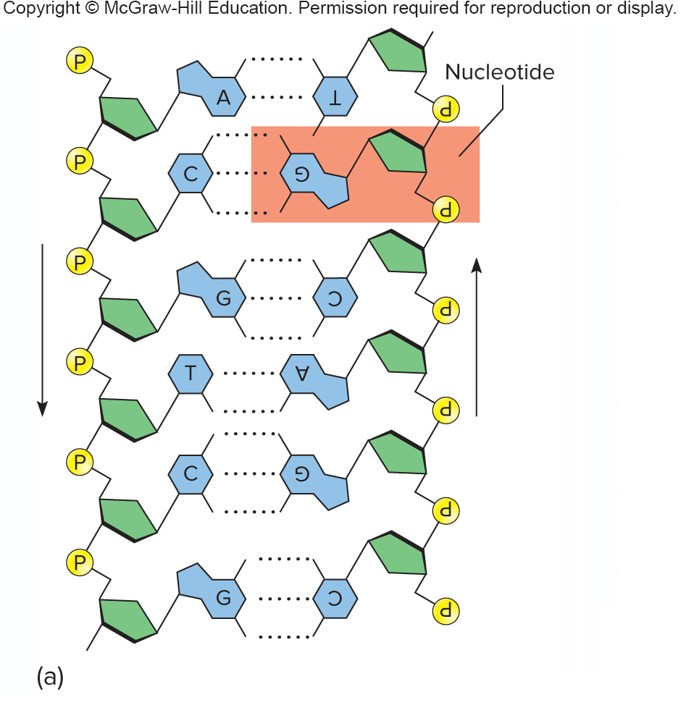 Copyright © McGraw-Hill Education. Permission required for reproduction or display.
P
A T
Nucleotide
P
P
C G
P
P
G C
P
P
T A
P
P
C G
P
P
G C
P
(a)